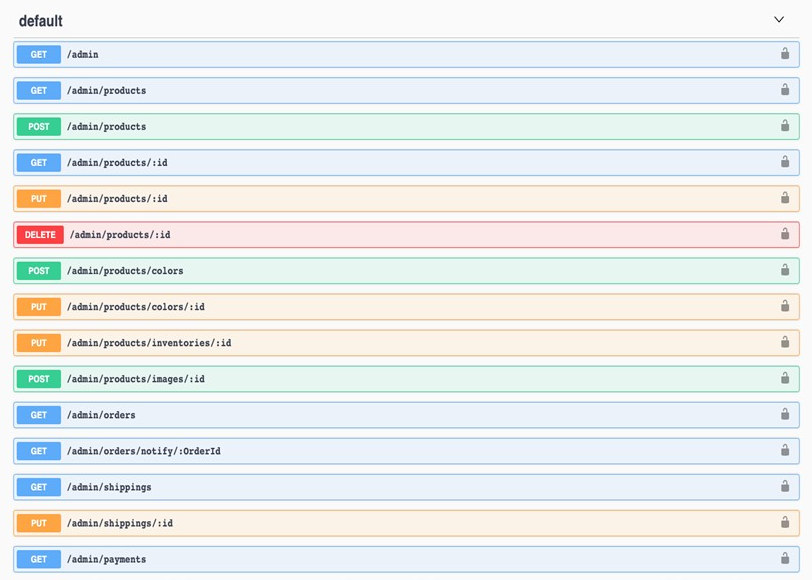 default
GET /admin
GET /admin/products
POST /admin/products
GET /admin/products/:id
PUT /admin/products/:id
DELETE /admin/products/:id
POST /admin/products/colors
PUT /admin/products/colors/:id
PUT /admin/products/inventories/:id
POST /admin/products/images/:id
GET /admin/orders
GET /admin/orders/notify/:OrderId
GET /admin/shippings
PUT /admin/shippings/:id
GET /admin/payments